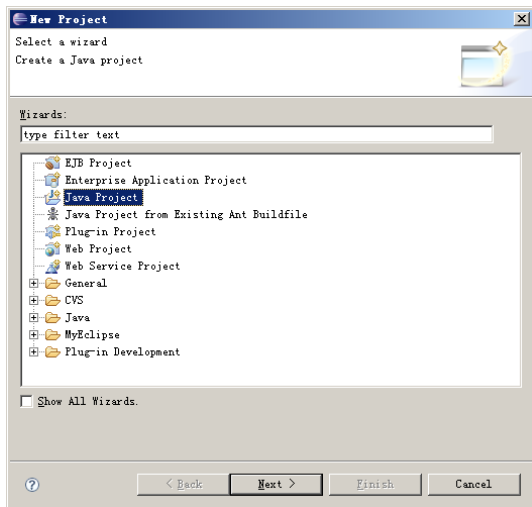 New Project
Select a wizard
Create a Java project
Wizards:
type filter text
EJB Project
Enterprise Application Project
Java Project
Java Project from Existing Ant Buildfile
Plug-in Project
Web Project
Web Service Project
General
CVS
Java
MyEclipse
Plug-in Development
Show All Wizards.
? < Back Next > Finish Cancel